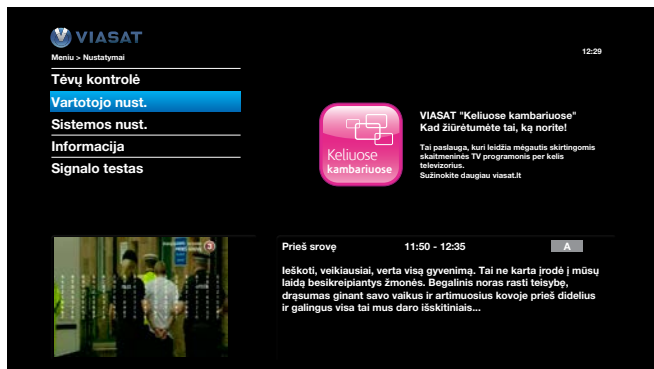 VIASAT
Meniu > Nustatymai
12:29
Tėvų kontrolė
Vartotojo nust.
Sistemos nust.
Informacija
Signalo testas
Keliuose
kambariuose
VIASAT "Keliuose kambariuose"
Kad žiūrėtumėte tai, ką norite!
Tai paslauga, kuri leidžia mėgautis skirtingomis
skaitmeninės TV programonis per kelis
televizorius.
Sužinokite daugiau viasat.lt
3
Prieš srovę 11:50 - 12:35 A
Ieškoti, veikiausiai, verta visą gyvenimą. Tai ne karta įrodė į mūsų
laidą besikreipiantys žmonės. Begalinis noras rasti teisybę,
drąsumas ginant savo vaikus ir artimuosius kovoje prieš didelius
ir galingus visa tai mus daro išskitiniais...